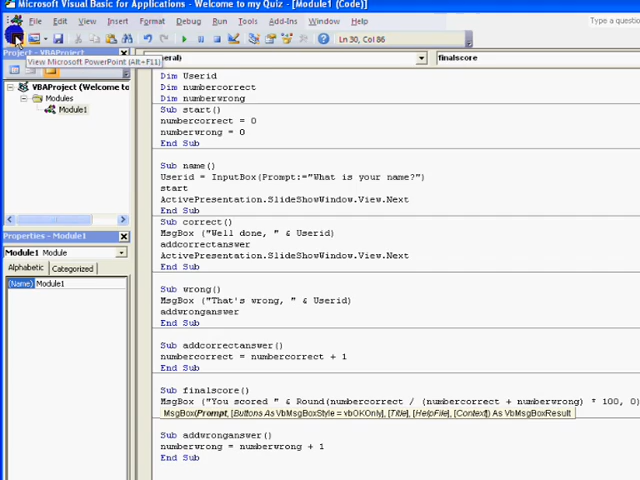 Microsoft Visual Basic for Applications - Welcome to my Quiz - [Module1 (Code)]
File Edit View Insert Format Debug Run Tools Add-Ins Window Help
Type a questio
Ln 30, Col 86
Project - VBAProject
View Microsoft PowerPoint (Alt+F11)
eral)
finalscore
VBAProject (Welcome to
Modules
Module1
Dim Userid
Dim numbercorrect
Dim numberwrong
Sub start()
numbercorrect = 0
numberwrong = 0
End Sub
Sub name()
Userid = InputBox(Prompt:="What is your name?")
start
ActivePresentation.SlideShowWindow.View.Next
End Sub
Sub correct()
MsgBox ("Well done, " & Userid)
addcorrectanswer
ActivePresentation.SlideShowWindow.View.Next
End Sub
Sub wrong()
MsgBox ("That's wrong, " & Userid)
addwronganswer
End Sub
Sub addcorrectanswer()
numbercorrect = numbercorrect + 1
End Sub
Sub finalscore()
MsgBox ("You scored " & Round(numbercorrect / (numbercorrect + numberwrong) * 100, 0)
MsgBox(Prompt, [Buttons As VbMsgBoxStyle = vbOKOnly], [Title], [HelpFile], [Context]) As VbMsgBoxResult
Sub addwronganswer()
numberwrong = numberwrong + 1
End Sub
Properties - Module1
Module1 Module
Alphabetic Categorized
(Name) Module1